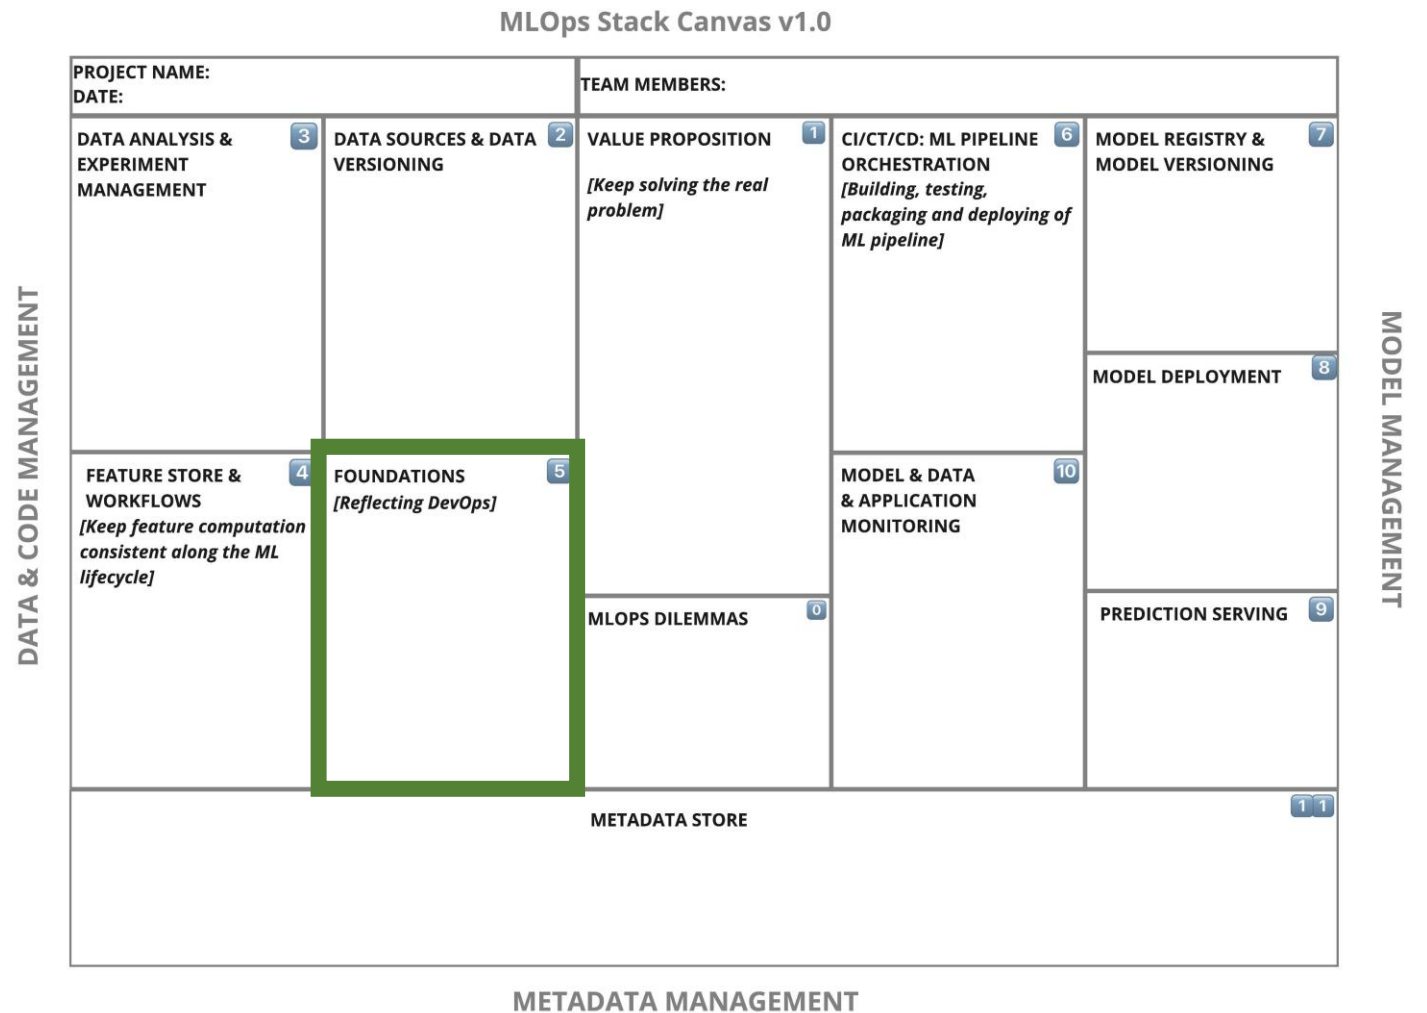 MLOps Stack Canvas v1.0
PROJECT NAME:
DATE:
TEAM MEMBERS:
DATA ANALYSIS &
EXPERIMENT
MANAGEMENT
3
DATA SOURCES & DATA
VERSIONING
2
VALUE PROPOSITION
1
[Keep solving the real
problem]
CI/CT/CD: ML PIPELINE
ORCHESTRATION
6
[Building, testing,
packaging and deploying of
ML pipeline]
MODEL REGISTRY &
MODEL VERSIONING
7
MODEL DEPLOYMENT
8
FEATURE STORE &
WORKFLOWS
4
[Keep feature computation
consistent along the ML
lifecycle]
FOUNDATIONS
5
[Reflecting DevOps]
MODEL & DATA
& APPLICATION
MONITORING
10
MLOPS DILEMMAS
0
PREDICTION SERVING
9
METADATA STORE
11
DATA & CODE MANAGEMENT
MODEL MANAGEMENT
METADATA MANAGEMENT